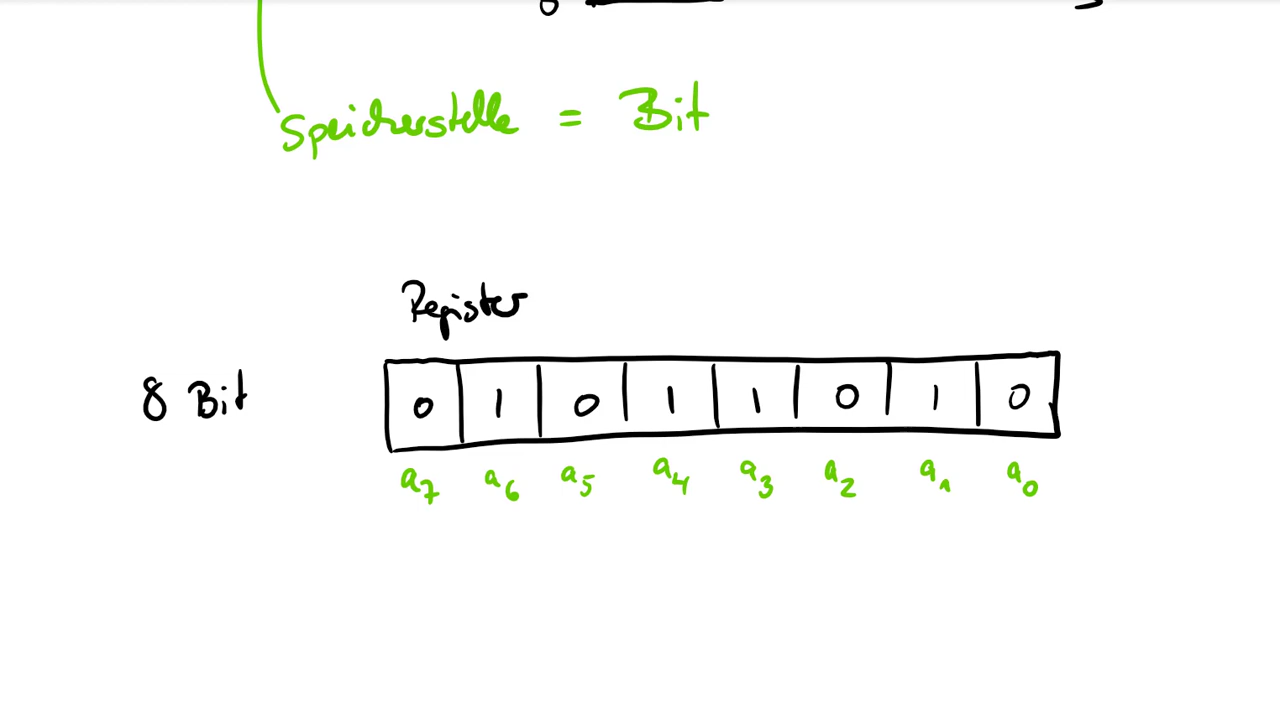 Speicherstelle = Bit
Register
8 Bit 0 1 0 1 1 0 1 0
a7 a6 a5 a4 a3 a2 a1 a0